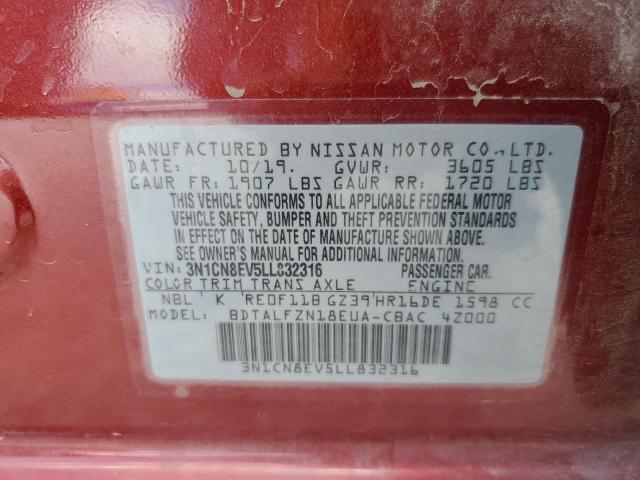 MANUFACTURED BY NISSAN MOTOR CO., LTD.
DATE: 10/19. GVWR: 3605 LBS
GAWR FR: 1907 LBS GAWR RR: 1720 LBS
THIS VEHICLE CONFORMS TO ALL APPLICABLE FEDERAL MOTOR
VEHICLE SAFETY, BUMPER AND THEFT PREVENTION STANDARDS
IN EFFECT ON THE DATE OF MANUFACTURE SHOWN ABOVE.
SEE OWNER'S MANUAL FOR ADDITIONAL INFORMATION.
VIN: 3N1CN8EV5LL832316 PASSENGER CAR.
COLOR TRIM TRANS AXLE ENGINE
NBL K RE0F11B GZ39 HR16DE 1598 CC
MODEL: BDTALFZN18EUA-CBAC 4Z000
3N1CN8EV5LL832316